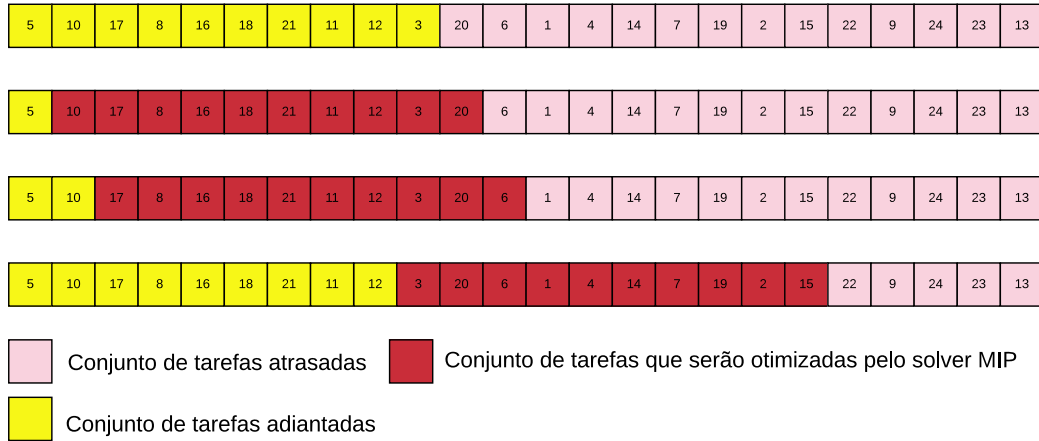 5 10 17 8 16 18 21 11 12 3 20 6 1 4 14 7 19 2 15 22 9 24 23 13
5 10 17 8 16 18 21 11 12 3 20 6 1 4 14 7 19 2 15 22 9 24 23 13
5 10 17 8 16 18 21 11 12 3 20 6 1 4 14 7 19 2 15 22 9 24 23 13
5 10 17 8 16 18 21 11 12 3 20 6 1 4 14 7 19 2 15 22 9 24 23 13
Conjunto de tarefas atrasadas
Conjunto de tarefas que serão otimizadas pelo solver MIP
Conjunto de tarefas adiantadas